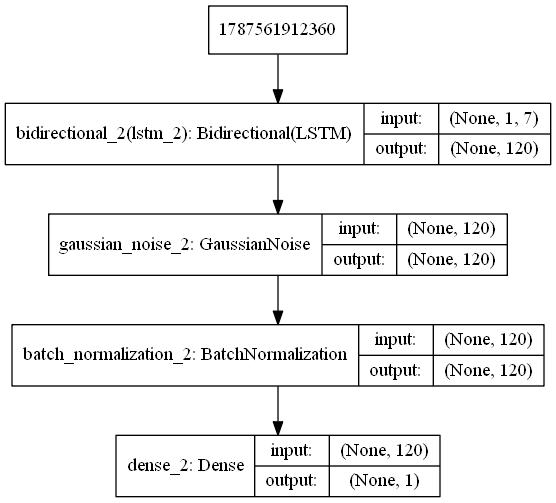 1787561912360
bidirectional_2(lstm_2): Bidirectional(LSTM)
input:
(None, 1, 7)
output:
(None, 120)
gaussian_noise_2: GaussianNoise
input:
(None, 120)
output:
(None, 120)
batch_normalization_2: BatchNormalization
input:
(None, 120)
output:
(None, 120)
dense_2: Dense
input:
(None, 120)
output:
(None, 1)